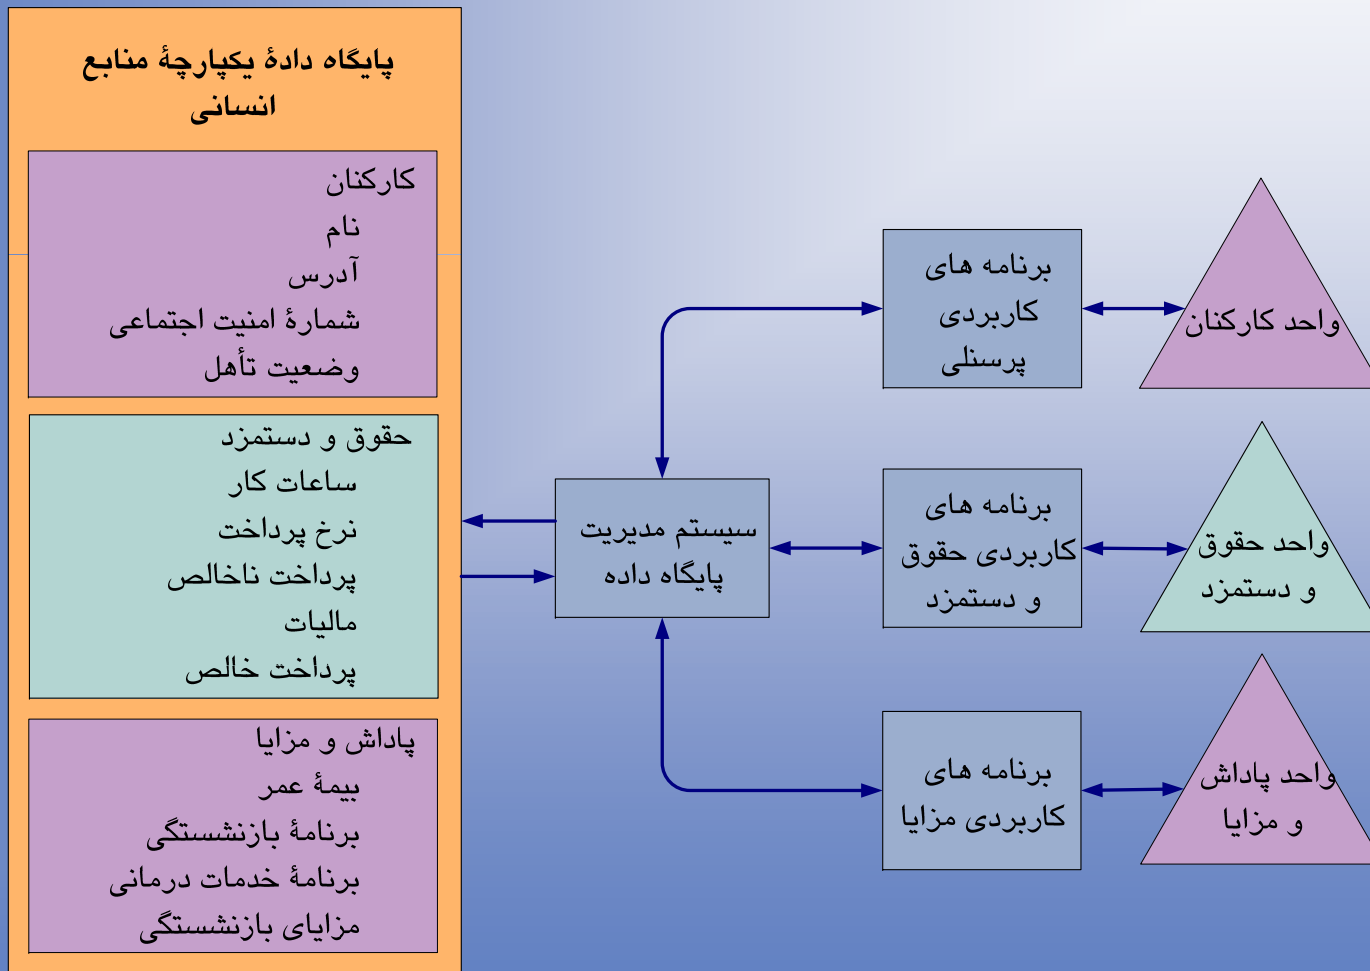 پایگاه دادهٔ یکپارچهٔ منابع
انسانی
کارکنان
نام
آدرس
شمارهٔ امنیت اجتماعی
وضعیت تأهل
حقوق و دستمزد
ساعات کار
نرخ پرداخت
پرداخت ناخالص
مالیات
پرداخت خالص
پاداش و مزایا
بیمهٔ عمر
برنامهٔ بازنشستگی
برنامهٔ خدمات درمانی
مزایای بازنشستگی
سیستم مدیریت
پایگاه داده
برنامه های
کاربردی
پرسنلی
برنامه های
کاربردی حقوق
و دستمزد
برنامه های
کاربردی مزایا
واحد کارکنان
واحد حقوق
و دستمزد
واحد پاداش
و مزایا